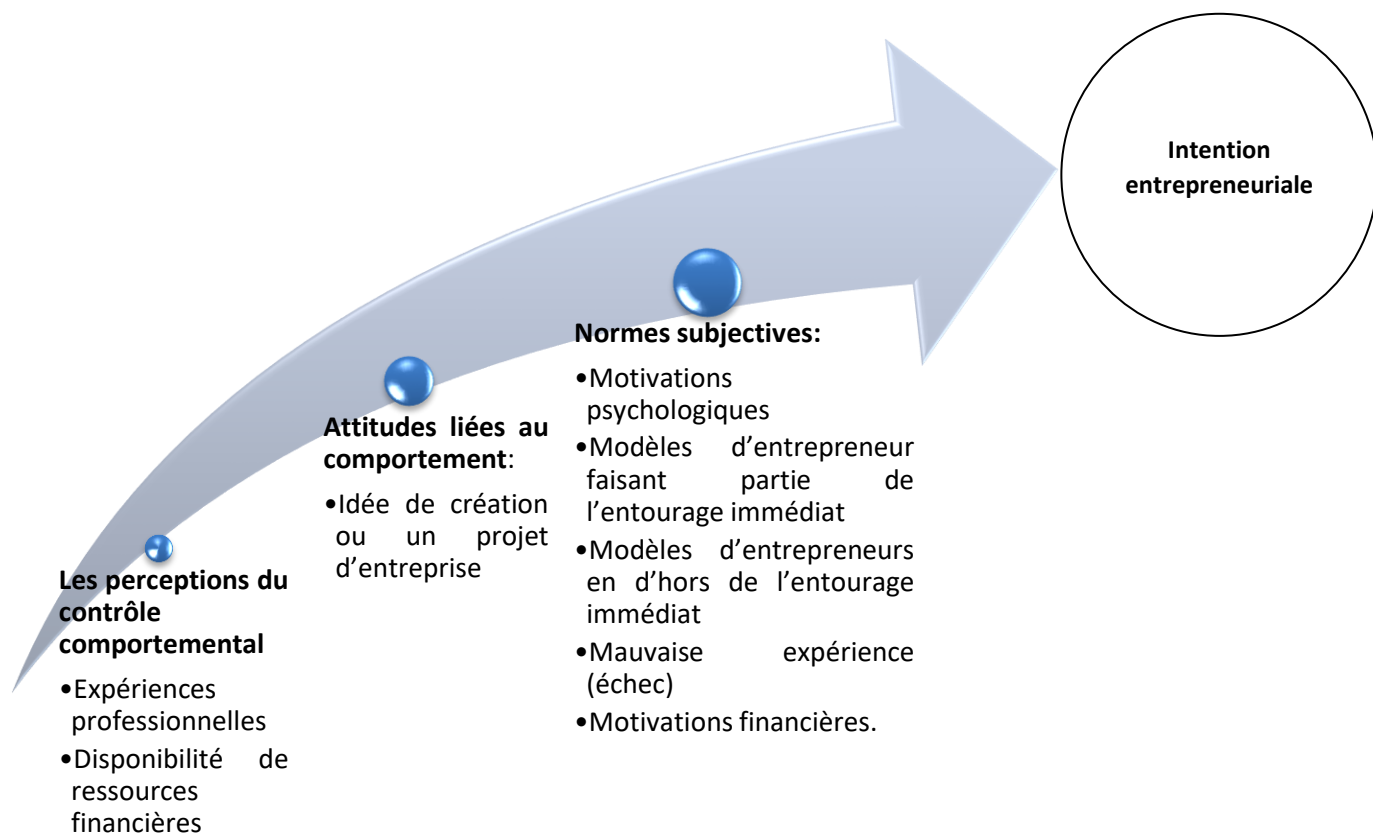 Intention
entrepreneuriale
Normes subjectives:
•Motivations
psychologiques
•Modèles d’entrepreneur
faisant partie de
l’entourage immédiat
•Modèles d’entrepreneurs
en d’hors de l’entourage
immédiat
•Mauvaise expérience
(échec)
•Motivations financières.
Attitudes liées au
comportement:
•Idée de création
ou un projet
d’entreprise
Les perceptions du
contrôle
comportemental
•Expériences
professionnelles
•Disponibilité de
ressources
financières